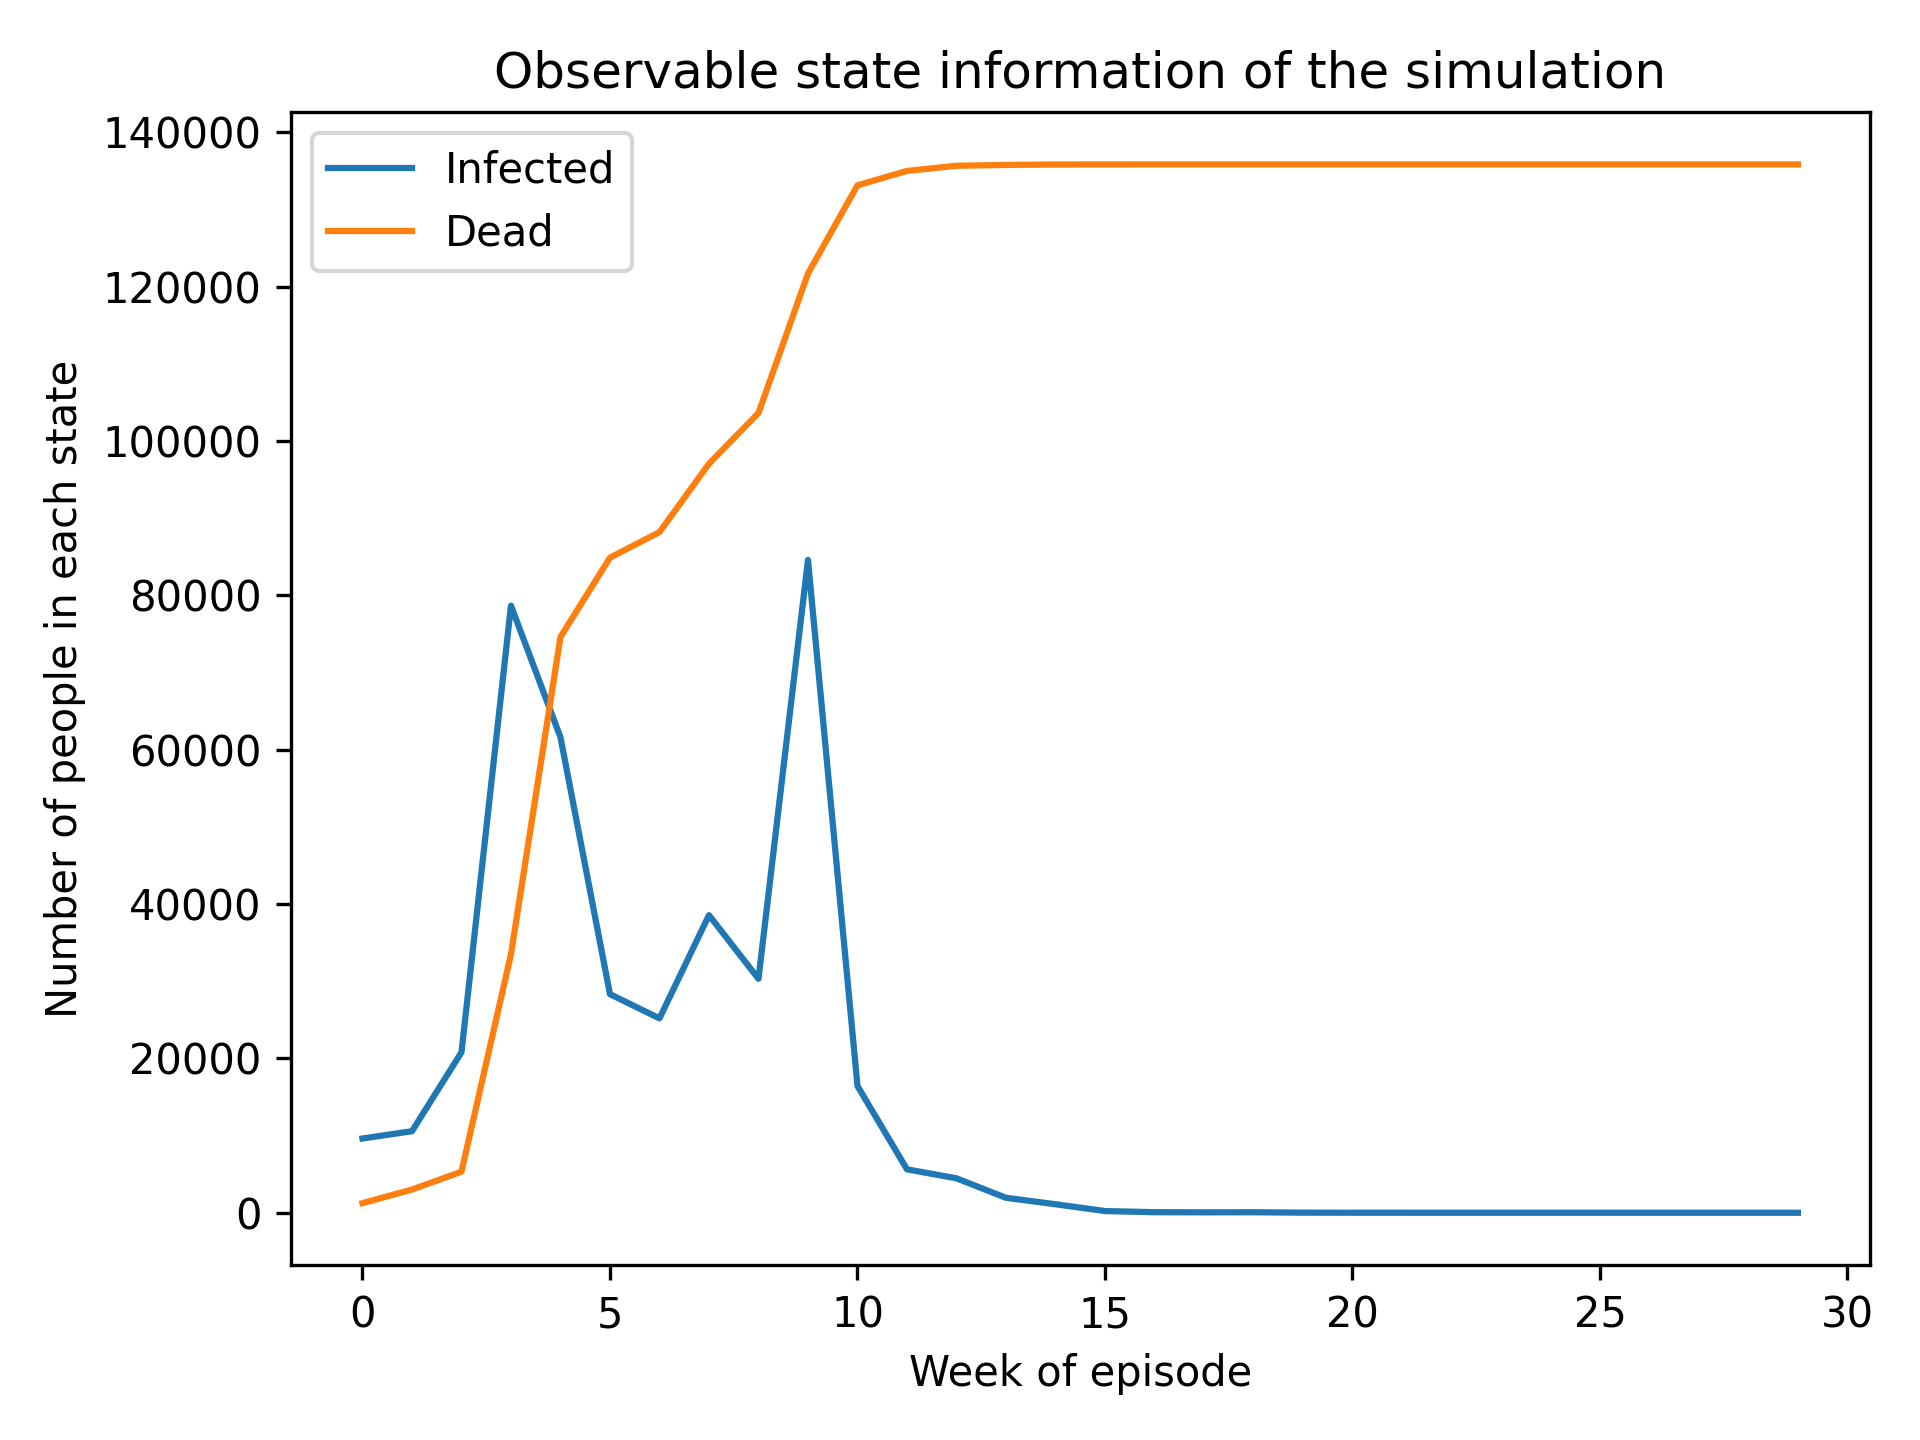 Observable state information of the simulation
Infected
Dead
Number of people in each state
140000
120000
100000
80000
60000
40000
20000
0
0 5 10 15 20 25 30
Week of episode